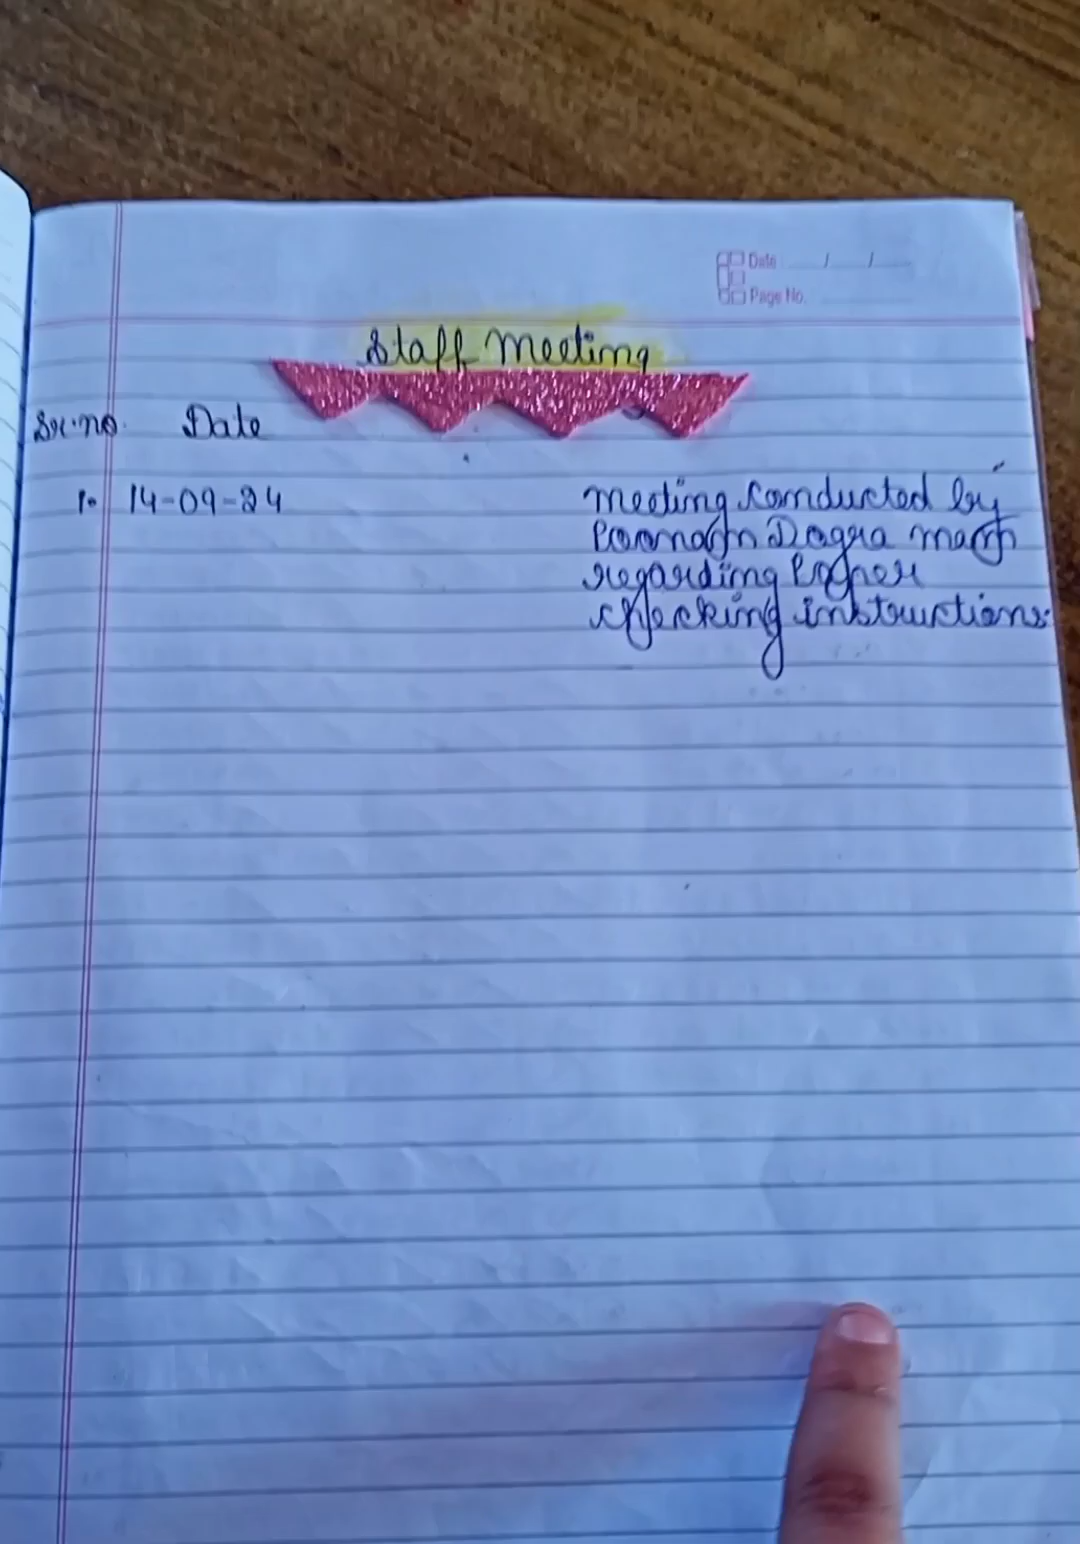 Date / /
Page No.
Staff Meeting
Sr.no. Date
1. 14-09-24
Meeting conducted by
Poonam Dogra mam
regarding Paper
checking instructions.